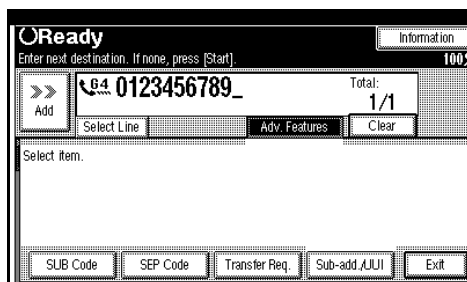 Ready
Information
Enter next destination. If none, press [Start].
100%
Add
G4 0123456789_
Total:
1/1
Select Line
Adv. Features
Clear
Select item.
SUB Code
SEP Code
Transfer Req.
Sub-add./UUI
Exit